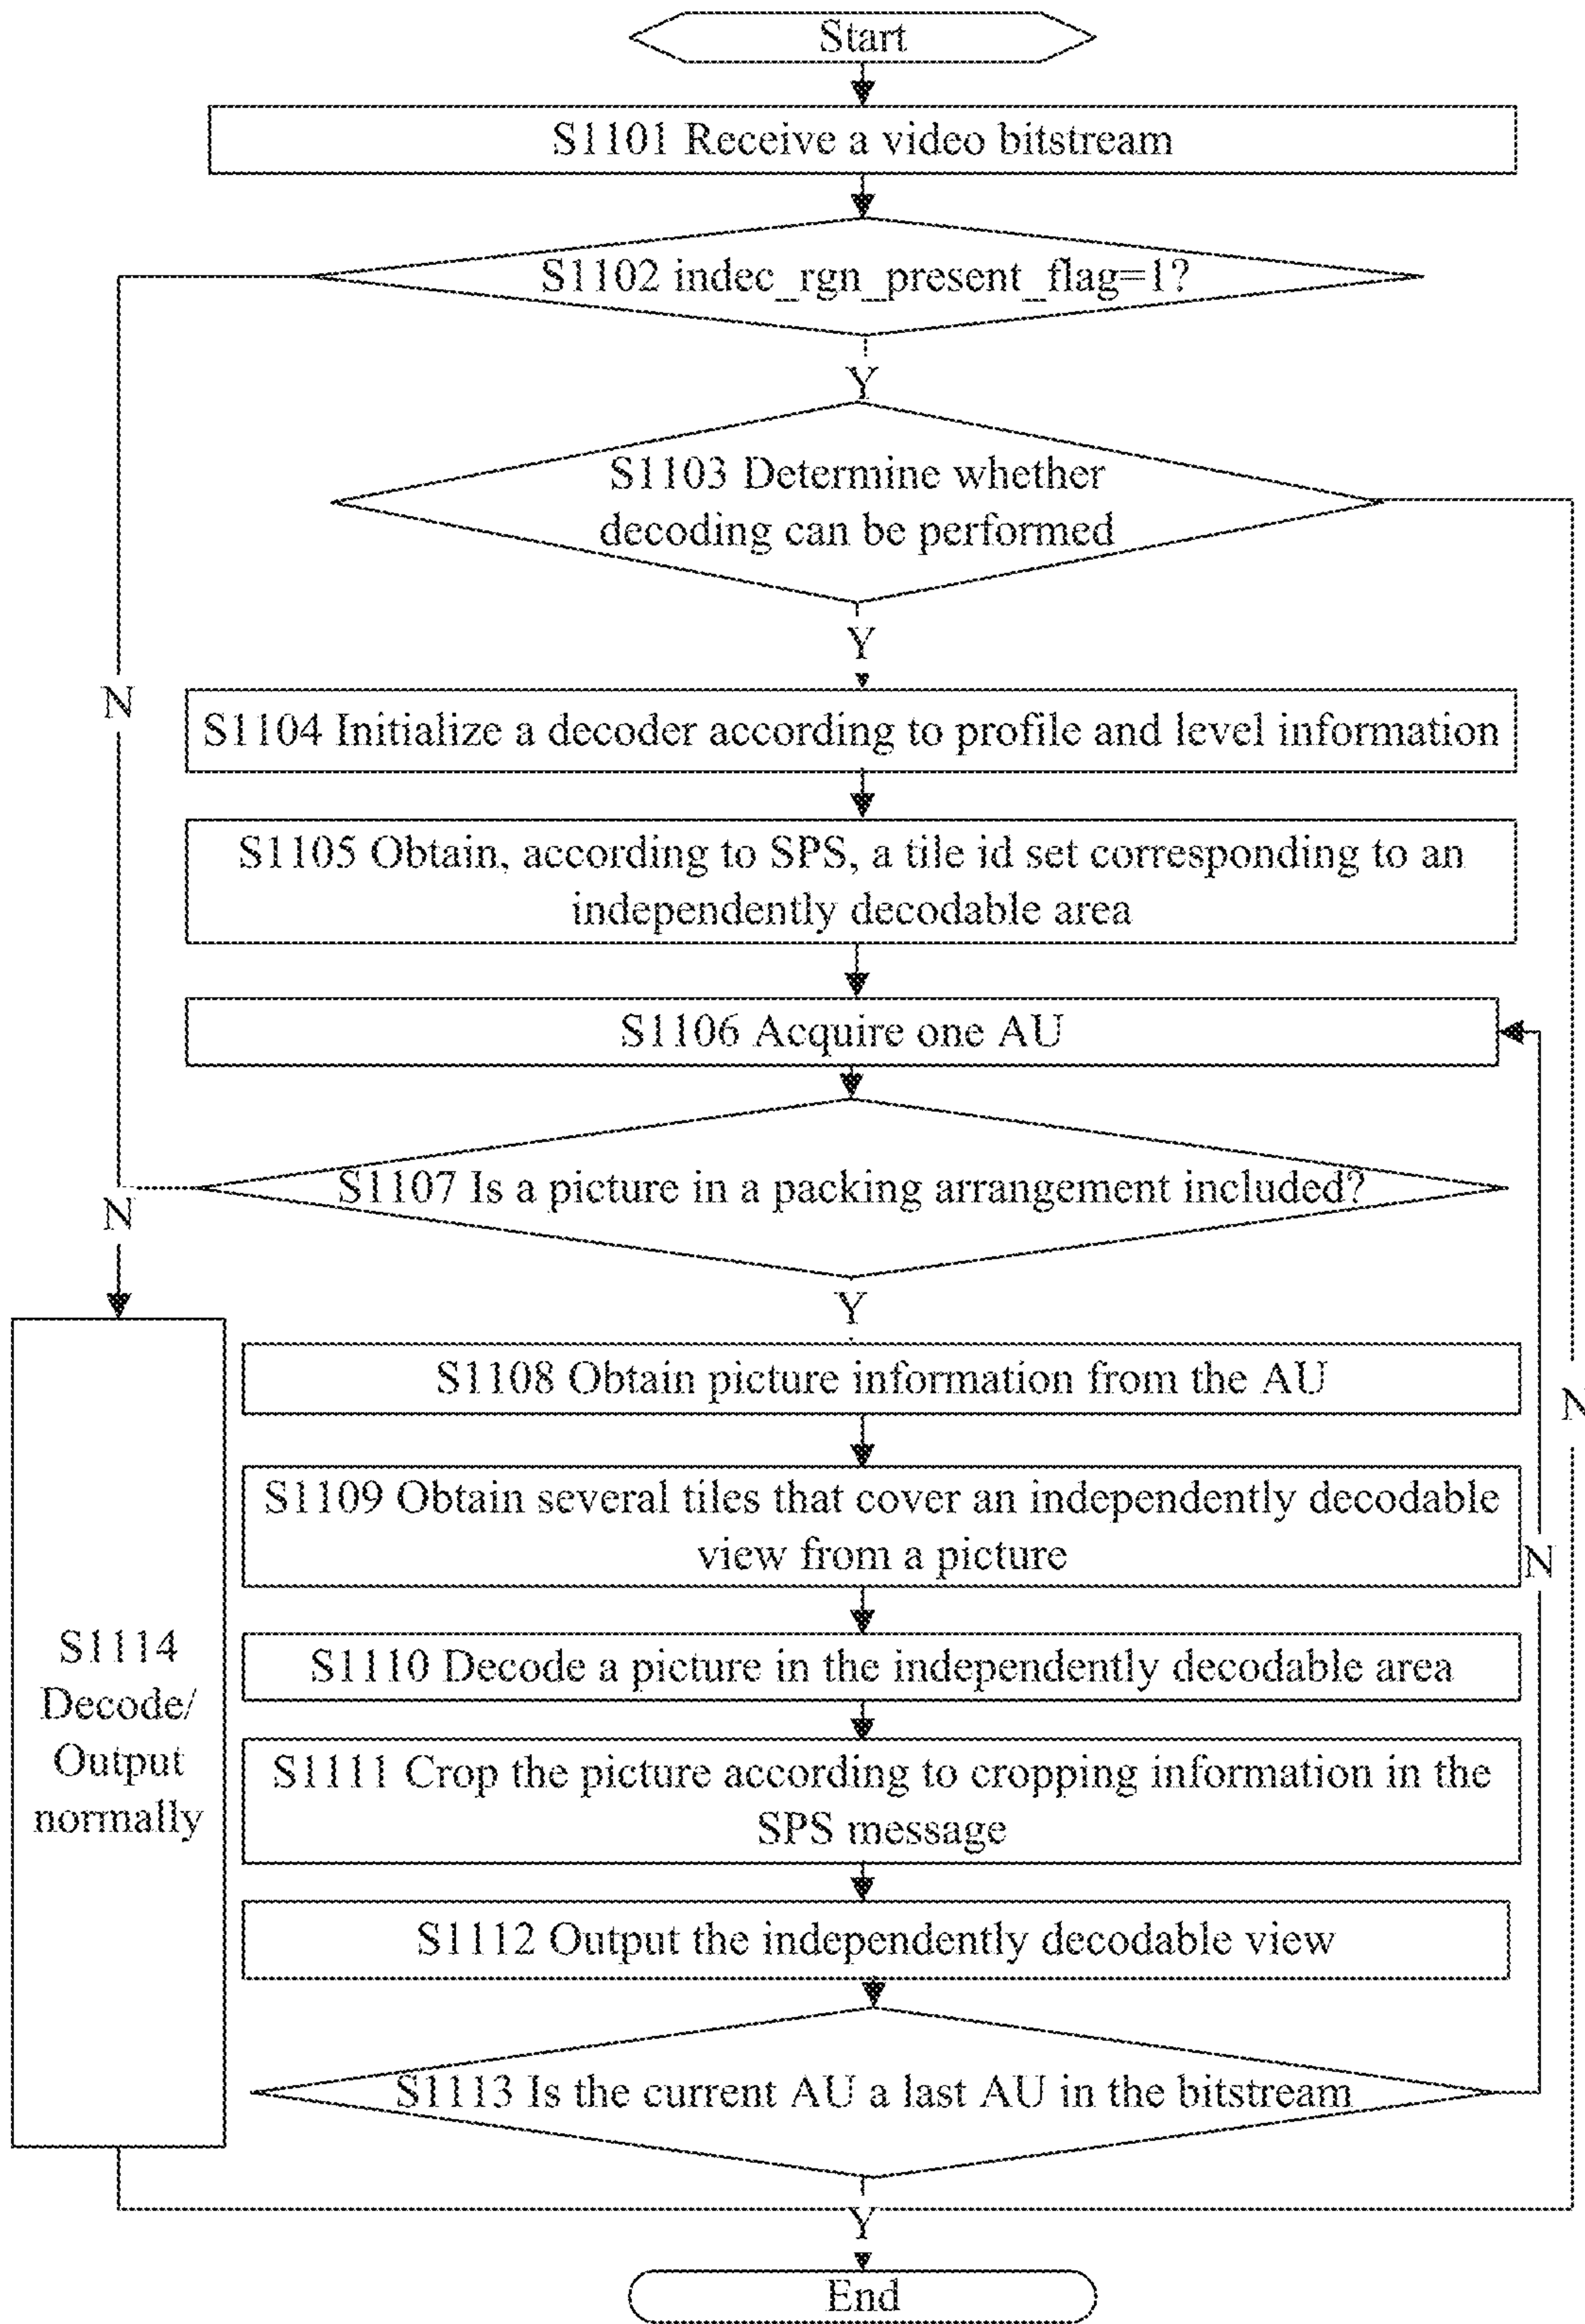 Start
S1101 Receive a video bitstream
S1102 indec_rgn_present_flag=1?
Y
S1103 Determine whether
decoding can be performed
Y
N
S1104 Initialize a decoder according to profile and level information
S1105 Obtain, according to SPS, a tile id set corresponding to an
independently decodable area
S1106 Acquire one AU
S1107 Is a picture in a packing arrangement included?
N
Y
S1108 Obtain picture information from the AU
N
S1109 Obtain several tiles that cover an independently decodable
view from a picture
N
S1110 Decode a picture in the independently decodable area
S1111 Crop the picture according to cropping information in the
SPS message
S1112 Output the independently decodable view
S1113 Is the current AU a last AU in the bitstream
S1114
Decode/
Output
normally
Y
End